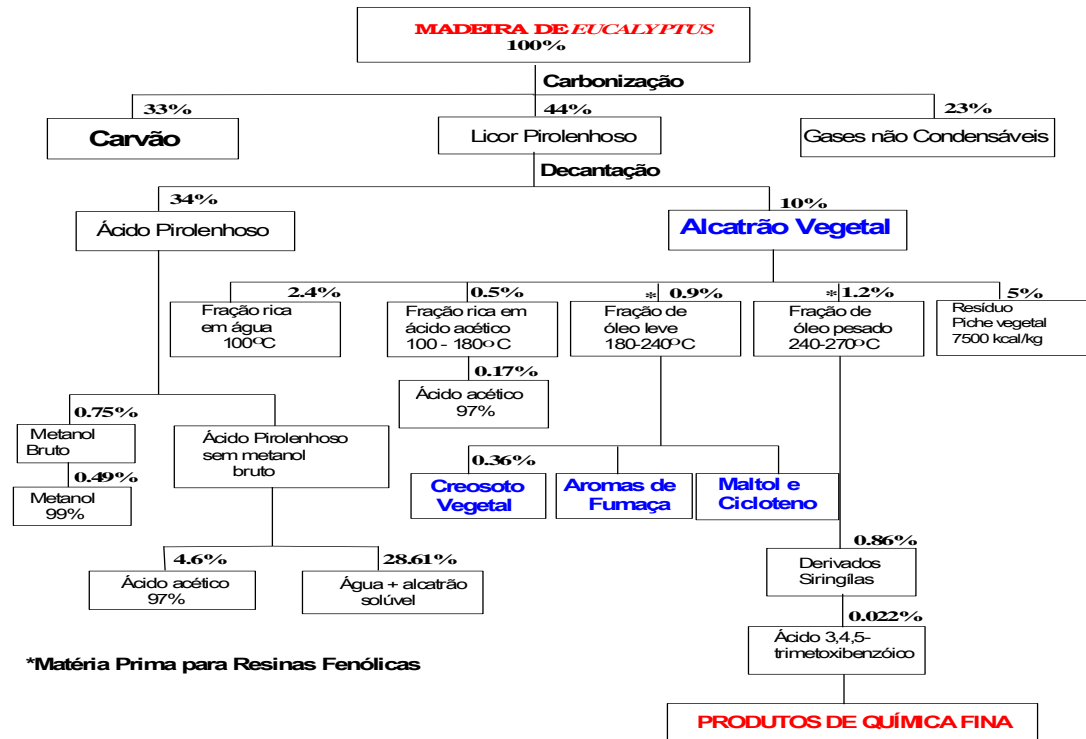 MADEIRA DE EUCALYPTUS
100%
Carbonização
33%
44%
23%
Carvão
Licor Pirolenhoso
Gases não Condensáveis
Decantação
34%
10%
Ácido Pirolenhoso
Alcatrão Vegetal
2.4%
0.5%
* 0.9%
* 1.2%
5%
Fração rica
em água
100ºC
Fração rica em
ácido acético
100 - 180º C
Fração de
óleo leve
180-240ºC
Fração de
óleo pesado
240-270º C
Resíduo
Piche vegetal
7500 kcal/kg
0.17%
Ácido acético
97%
0.75%
Metanol
Bruto
Ácido Pirolenhoso
sem metanol
bruto
0.49%
Metanol
99%
0.36%
Creosoto
Vegetal
Aromas de
Fumaça
Maltol e
Cicloteno
4.6%
28.61%
Ácido acético
97%
Água + alcatrão
solúvel
0.86%
Derivados
Siringílas
0.022%
Ácido 3,4,5-
trimetoxibenzóico
*Matéria Prima para Resinas Fenólicas
PRODUTOS DE QUÍMICA FINA